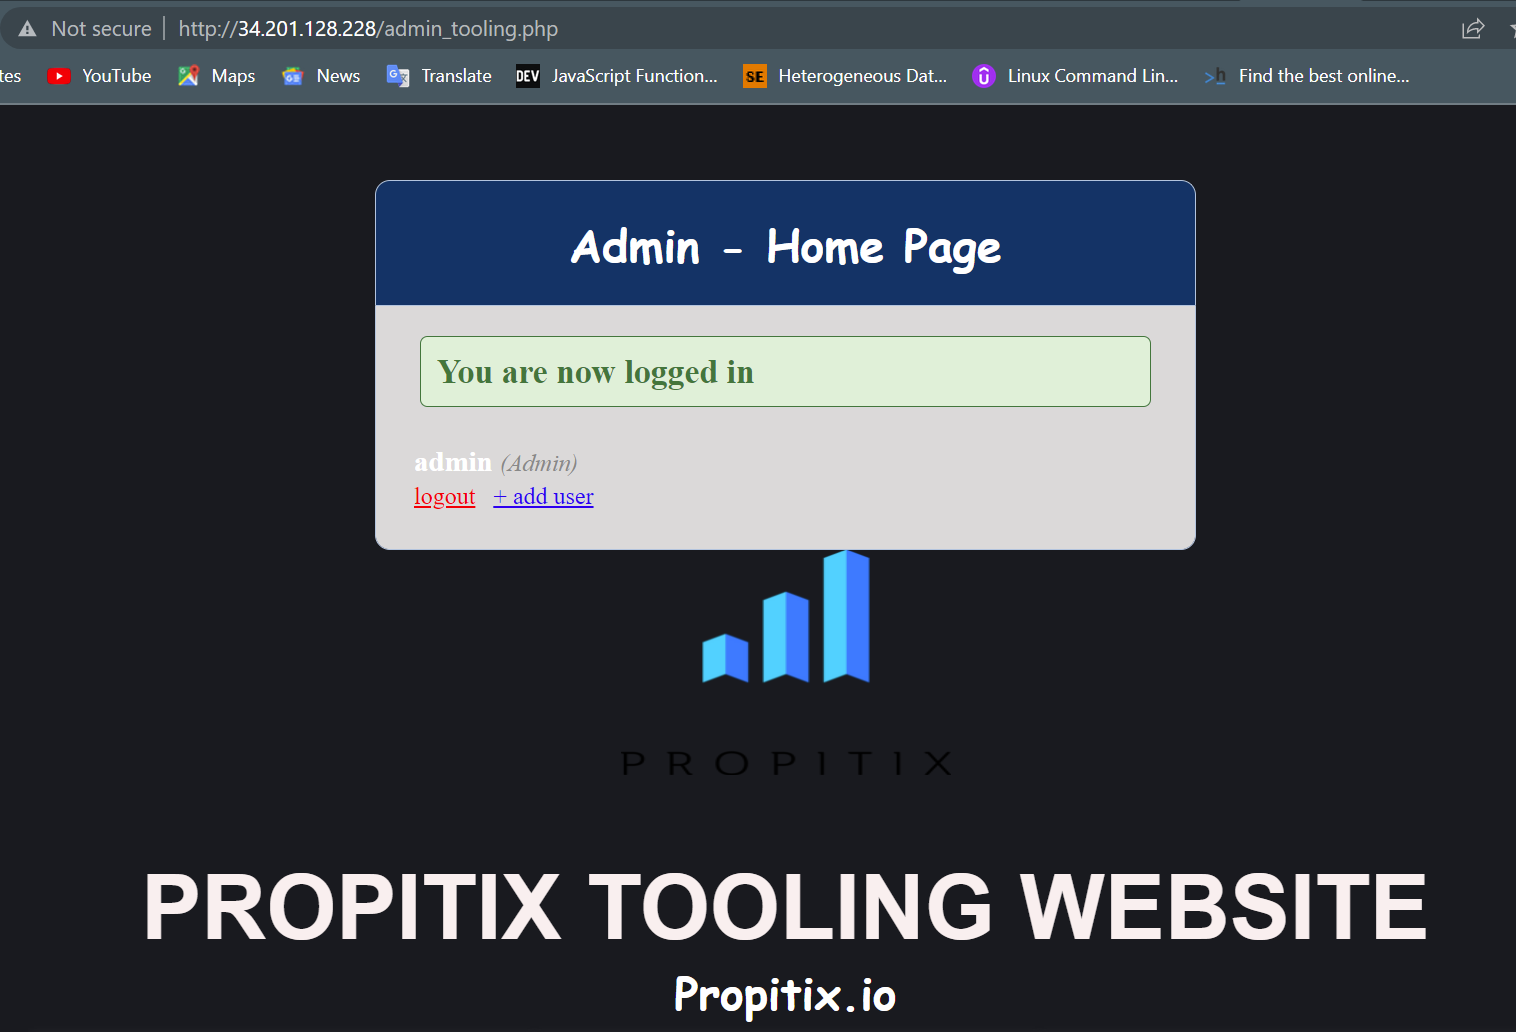 Not secure | http://34.201.128.228/admin_tooling.php
tes YouTube Maps News Translate DEV JavaScript Function... SE Heterogeneous Dat... Linux Command Lin... >_h Find the best online...
Admin - Home Page
You are now logged in
admin (Admin)
logout + add user
PROPITIX
PROPITIX TOOLING WEBSITE
Propitix.io